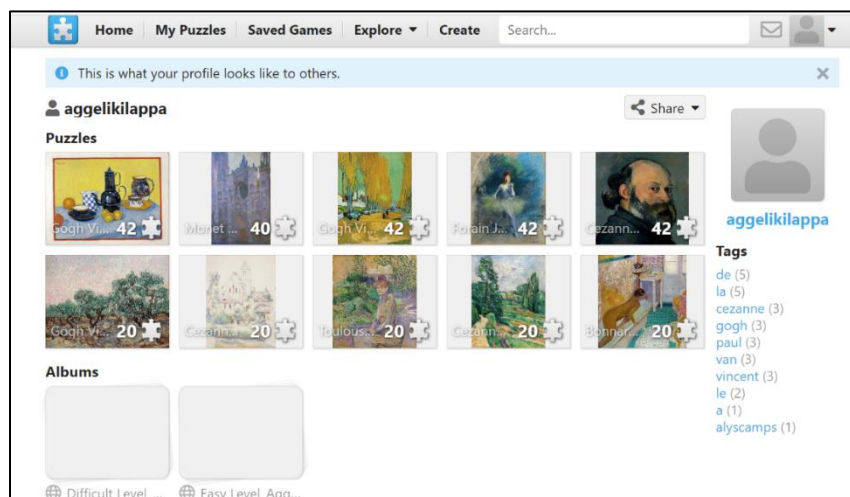 Home My Puzzles Saved Games Explore Create Search...
This is what your profile looks like to others.
aggelikilappa
Share
Puzzles
Gogh Vi... 42
Monet ... 40
Gogh Vi... 42
Forain J... 42
Cezann... 42
Gogh Vi... 20
Cezann... 20
Toulous... 20
Cezann... 20
Bonnar... 20
Albums
Difficult Level ...
Easy Level Agg...
aggelikilappa
Tags
de (5)
la (5)
cezanne (3)
gogh (3)
paul (3)
van (3)
vincent (3)
le (2)
a (1)
alyscamps (1)